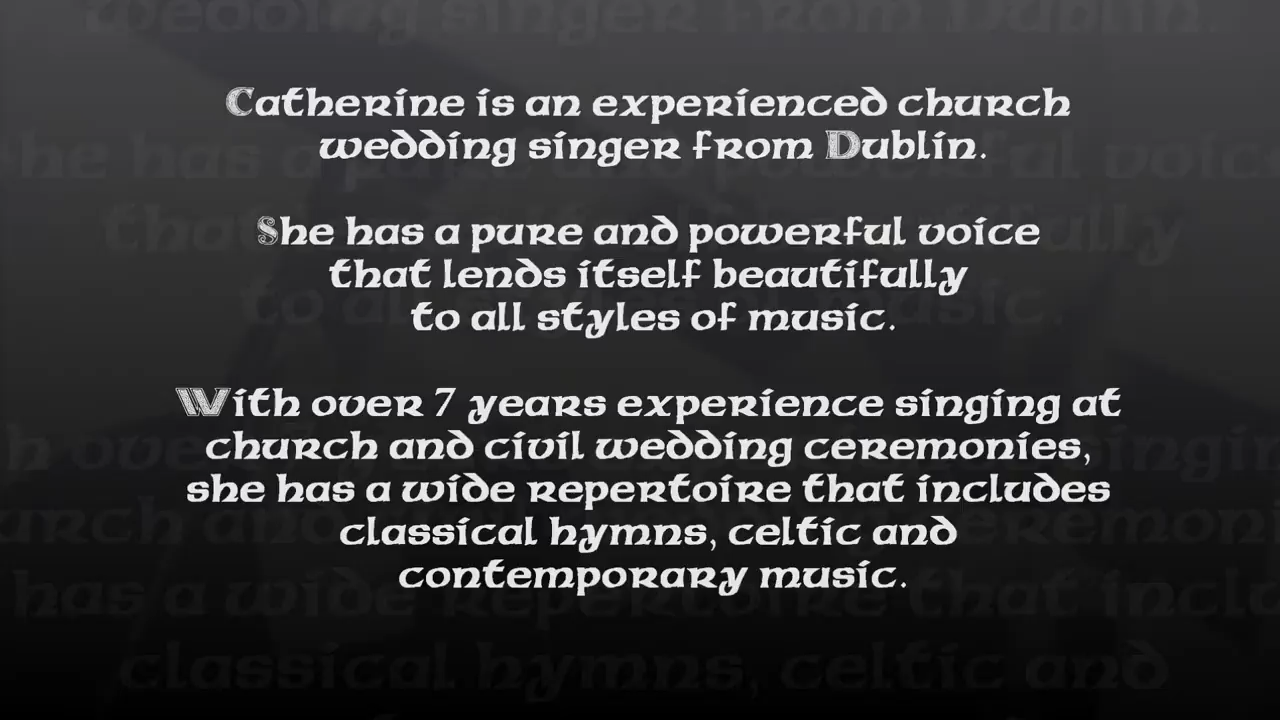 Catherine is an experienced church
wedding singer from Dublin.
She has a pure and powerful voice
that lends itself beautifully
to all styles of music.
With over 7 years experience singing at
church and civil wedding ceremonies,
she has a wide repertoire that includes
classical hymns, celtic and
contemporary music.